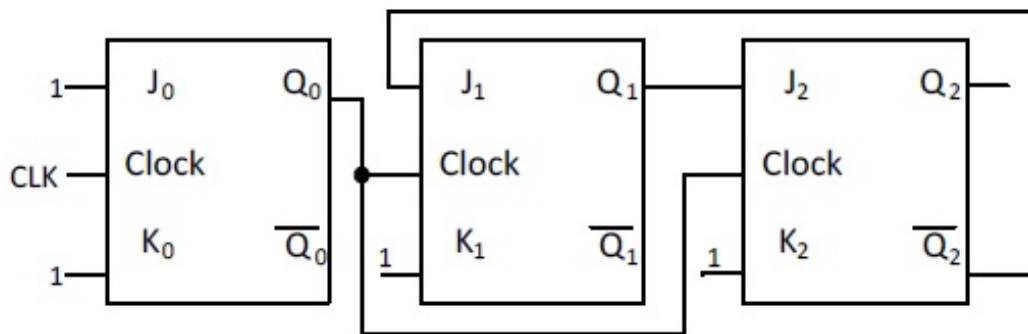 1 J₀ Q₀ J₁ Q₁ J₂ Q₂
CLK Clock Clock Clock
1 K₀ Q̅₀ 1 K₁ Q̅₁ 1 K₂ Q̅₂